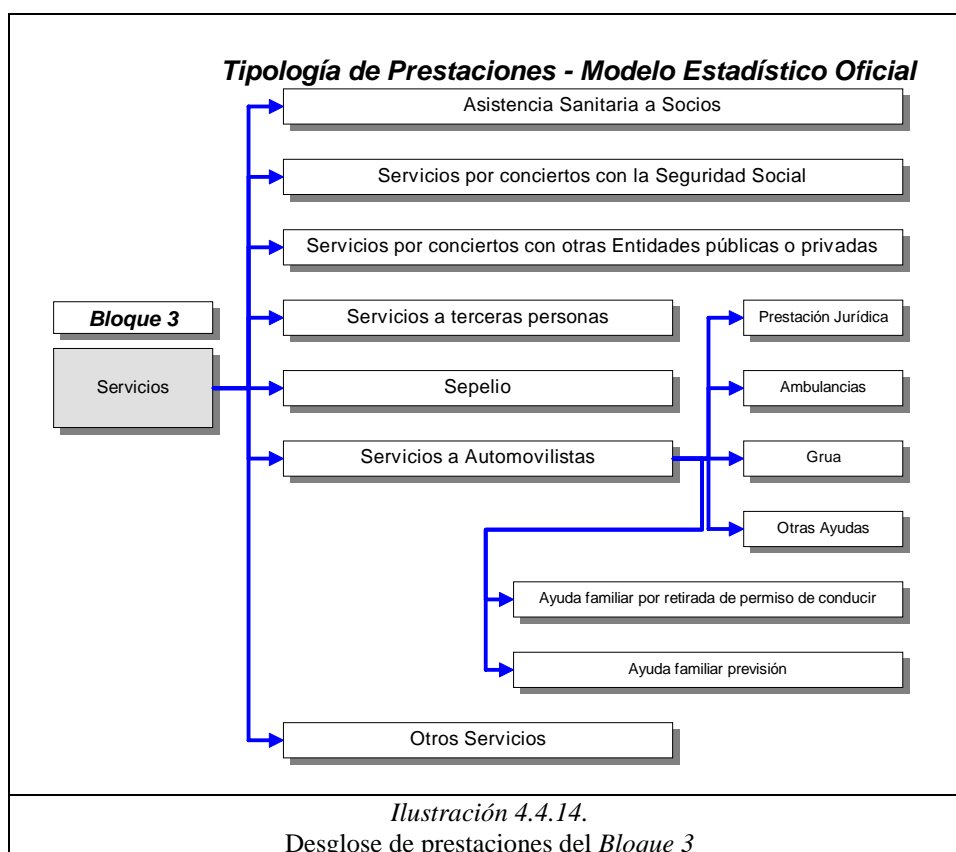 Tipología de Prestaciones - Modelo Estadístico Oficial
Asistencia Sanitaria a Socios
Servicios por conciertos con la Seguridad Social
Servicios por conciertos con otras Entidades públicas o privadas
Bloque 3
Servicios
Servicios a terceras personas
Sepelio
Servicios a Automovilistas
Prestación Jurídica
Ambulancias
Grua
Otras Ayudas
Ayuda familiar por retirada de permiso de conducir
Ayuda familiar previsión
Otros Servicios
Ilustración 4.4.14.
Desglose de prestaciones del Bloque 3